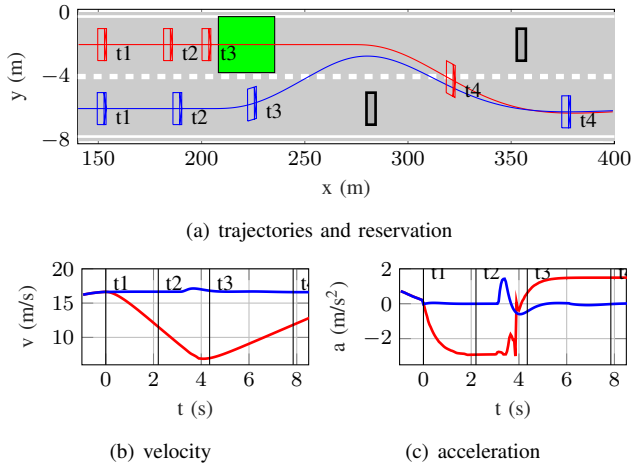 0
−4
−8
y (m)
t1
t2
t3
t4
t1
t2
t3
t4
150
200
250
300
350
400
x (m)
(a) trajectories and reservation
20
15
10
v (m/s)
t1
t2
t3
0
2
4
6
8
t (s)
(b) velocity
2
0
−2
a (m/s²)
t1
t2
t3
0
2
4
6
8
t (s)
(c) acceleration